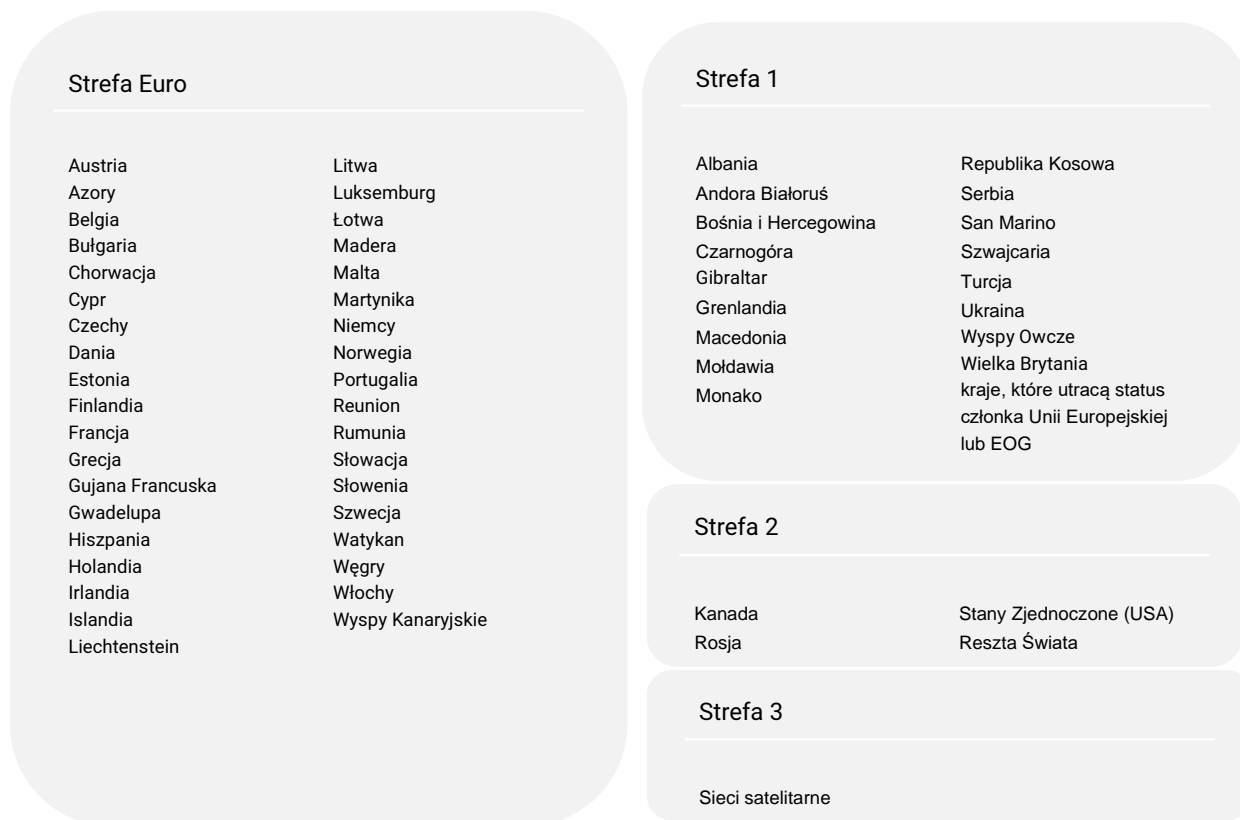 Strefa Euro
Austria
Azory
Belgia
Bułgaria
Chorwacja
Cypr
Czechy
Dania
Estonia
Finlandia
Francja
Grecja
Gujana Francuska
Gwadelupa
Hiszpania
Holandia
Irlandia
Islandia
Liechtenstein
Litwa
Luksemburg
Łotwa
Madera
Malta
Martynika
Niemcy
Norwegia
Portugalia
Reunion
Rumunia
Słowacja
Słowenia
Szwecja
Watykan
Węgry
Włochy
Wyspy Kanaryjskie
Strefa 1
Albania
Andora Białoruś
Bośnia i Hercegowina
Czarnogóra
Gibraltar
Grenlandia
Macedonia
Mołdawia
Monako
Republika Kosowa
Serbia
San Marino
Szwajcaria
Turcja
Ukraina
Wyspy Owcze
Wielka Brytania
kraje, które utracą status
członka Unii Europejskiej
lub EOG
Strefa 2
Kanada
Rosja
Stany Zjednoczone (USA)
Reszta Świata
Strefa 3
Sieci satelitarne